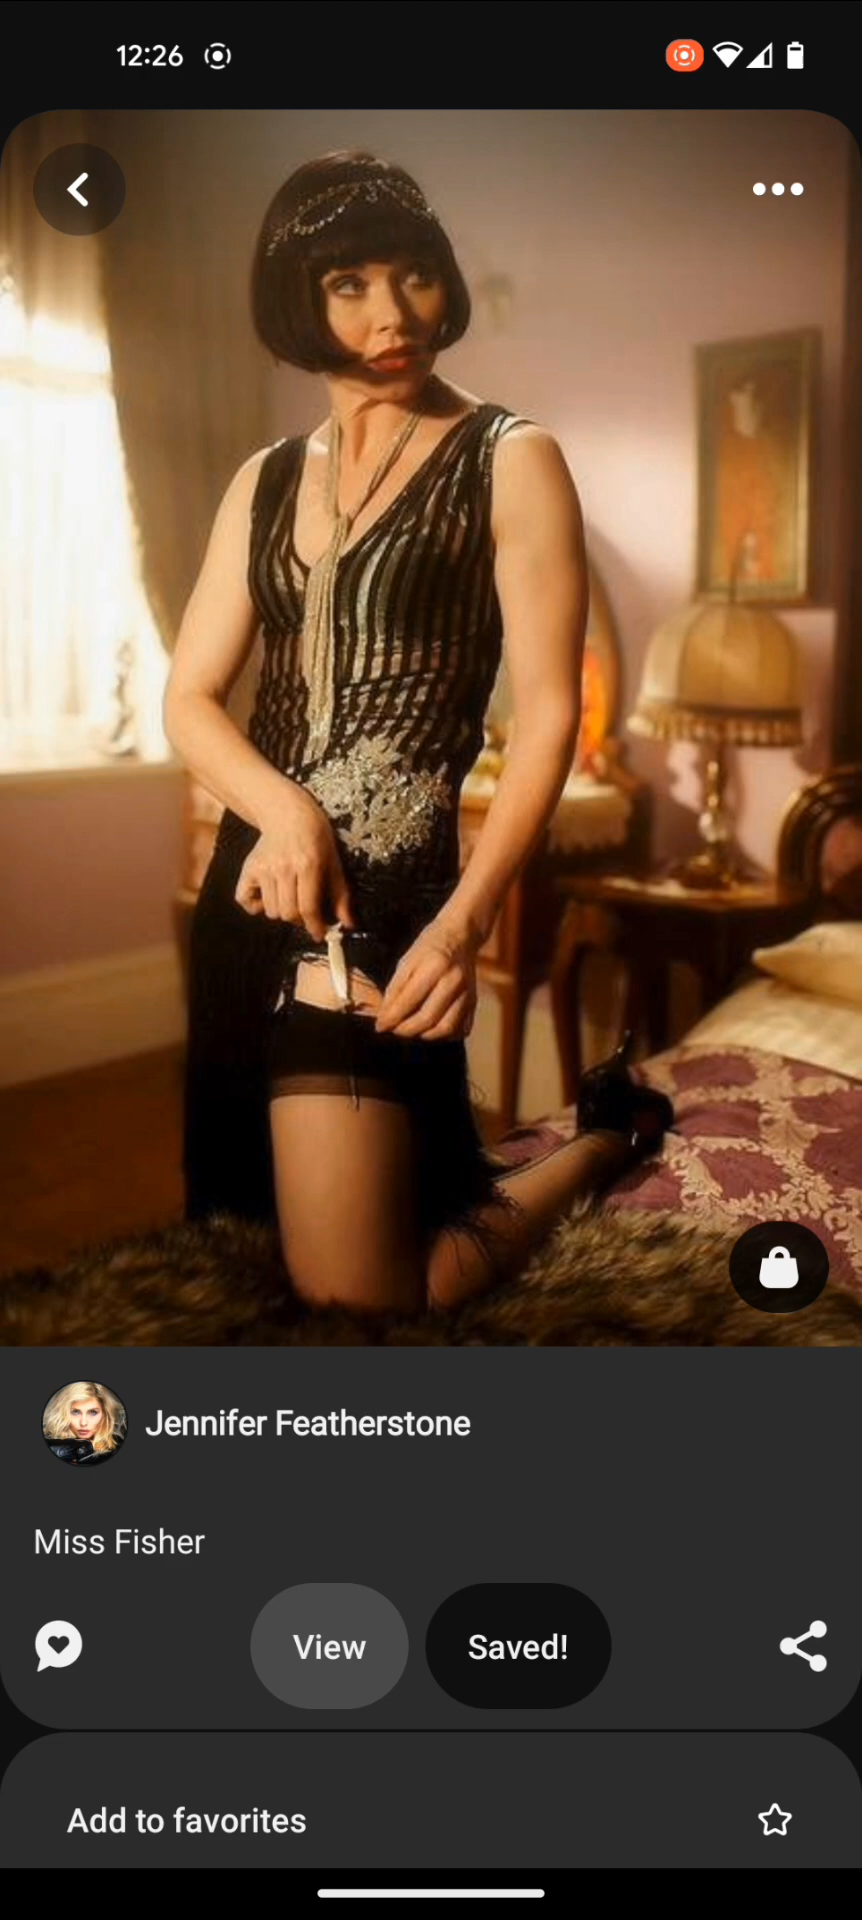 12:26
Jennifer Featherstone
Miss Fisher
View
Saved!
Add to favorites